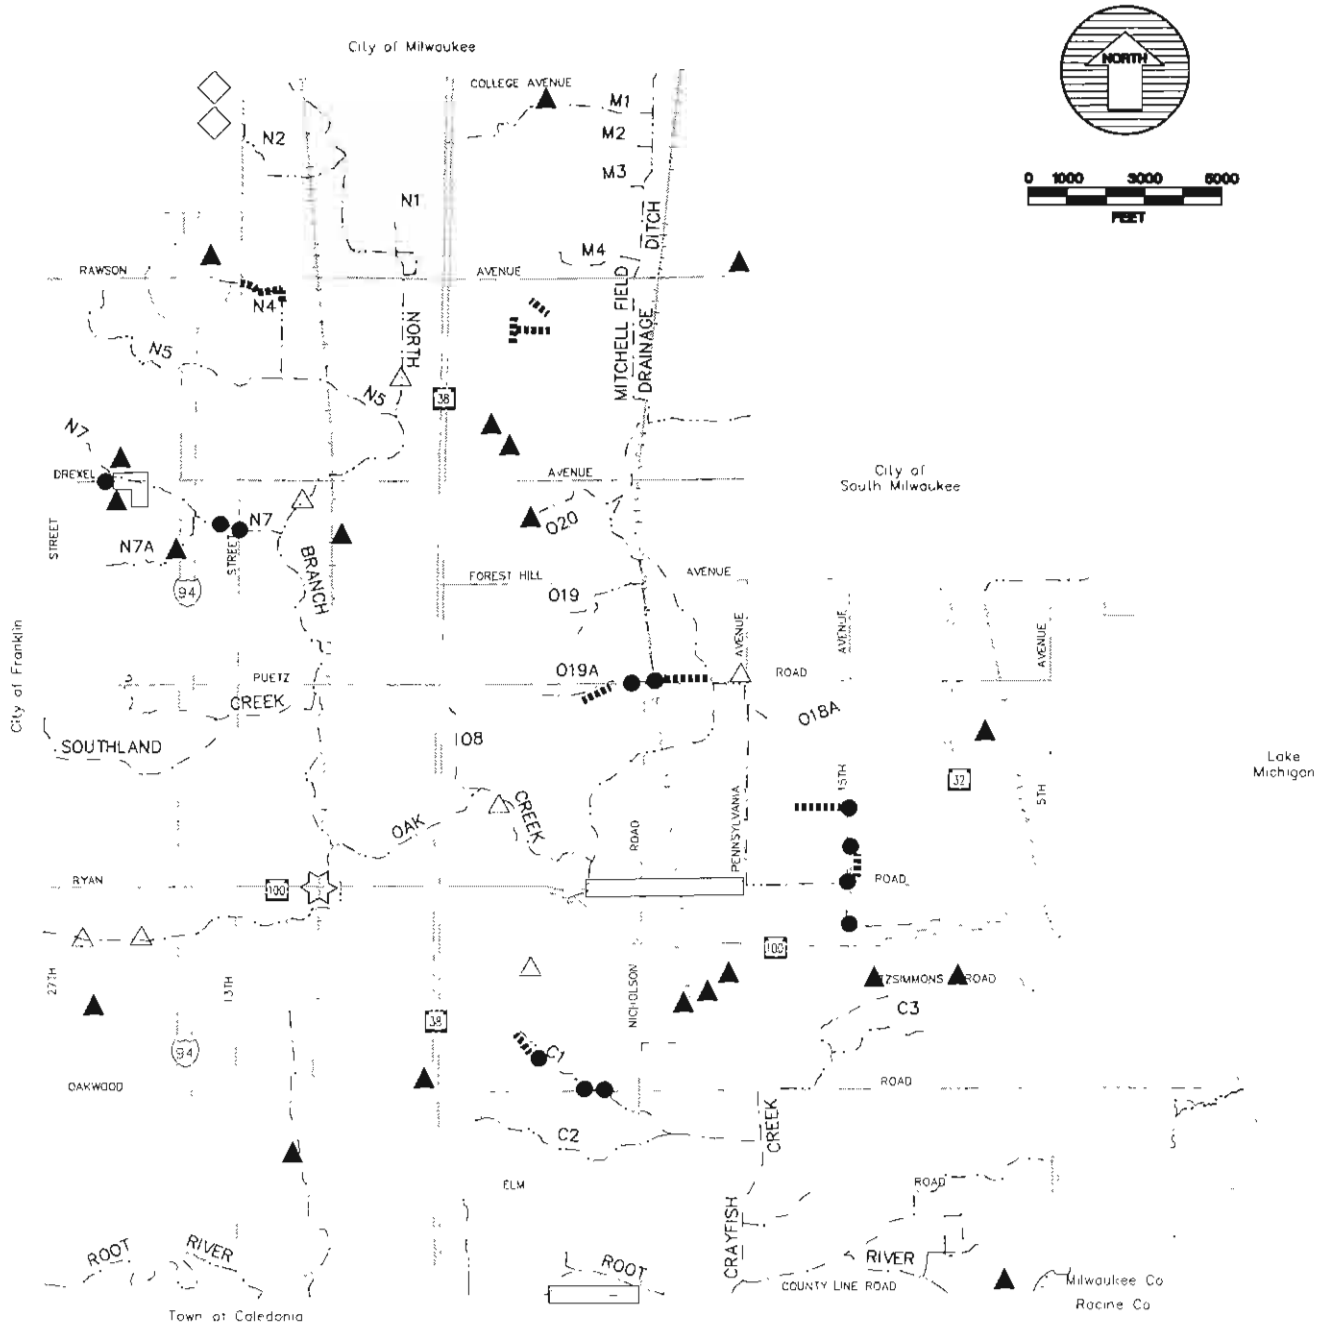 City of Milwaukee
NORTH
COLLEGE AVENUE
M1
N2
M2
M3
0 1000 3000 5000
FEET
N1
DITCH
M4
RAWSON
AVENUE
MITCHELL FIELD
DRAINAGE
N4
NORTH
N5
N5
38
N7
DREXEL
AVENUE
City of
South Milwaukee
N7
O20
STREET
N7A
STREET
BRANCH
FOREST HILL
AVENUE
94
O19
AVENUE
AVENUE
AVENUE
City of Franklin
O19A
ROAD
PUETZ
CREEK
O18A
SOUTHLAND
O8
Lake
Michigan
32
15TH
5TH
OAK
CREEK
ROAD
PENNSYLVANIA
RYAN
100
ROAD
100
27TH
13TH
NICHOLSON
TZSIMMONS ROAD
C3
38
94
C1
OAKWOOD
ROAD
C2
CREEK
ELM
ROAD
CRAYFISH
ROOT
RIVER
ROOT
RIVER
COUNTY LINE ROAD
Milwaukee Co
Racine Co
Town of Caledonia